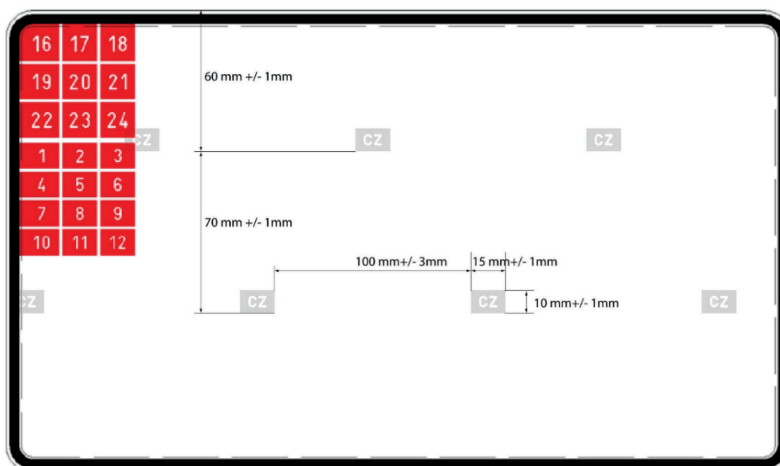 16 17 18
60 mm +/- 1mm
19 20 21
22 23 24
CZ CZ CZ
1 2 3
4 5 6
70 mm +/- 1mm
7 8 9
10 11 12
100 mm+/- 3mm 15 mm+/- 1mm
CZ CZ CZ CZ
10 mm+/- 1mm